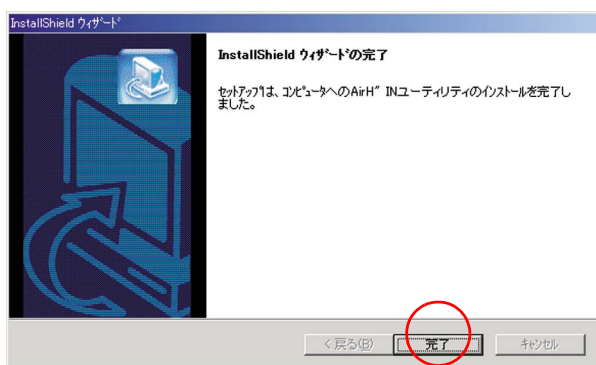 InstallShield ウィザード
InstallShield ウィザードの完了
セットアップは、コンピュータへのAirH" INユーティリティのインストールを完了し
ました。
< 戻る(B)
完了
キャンセル